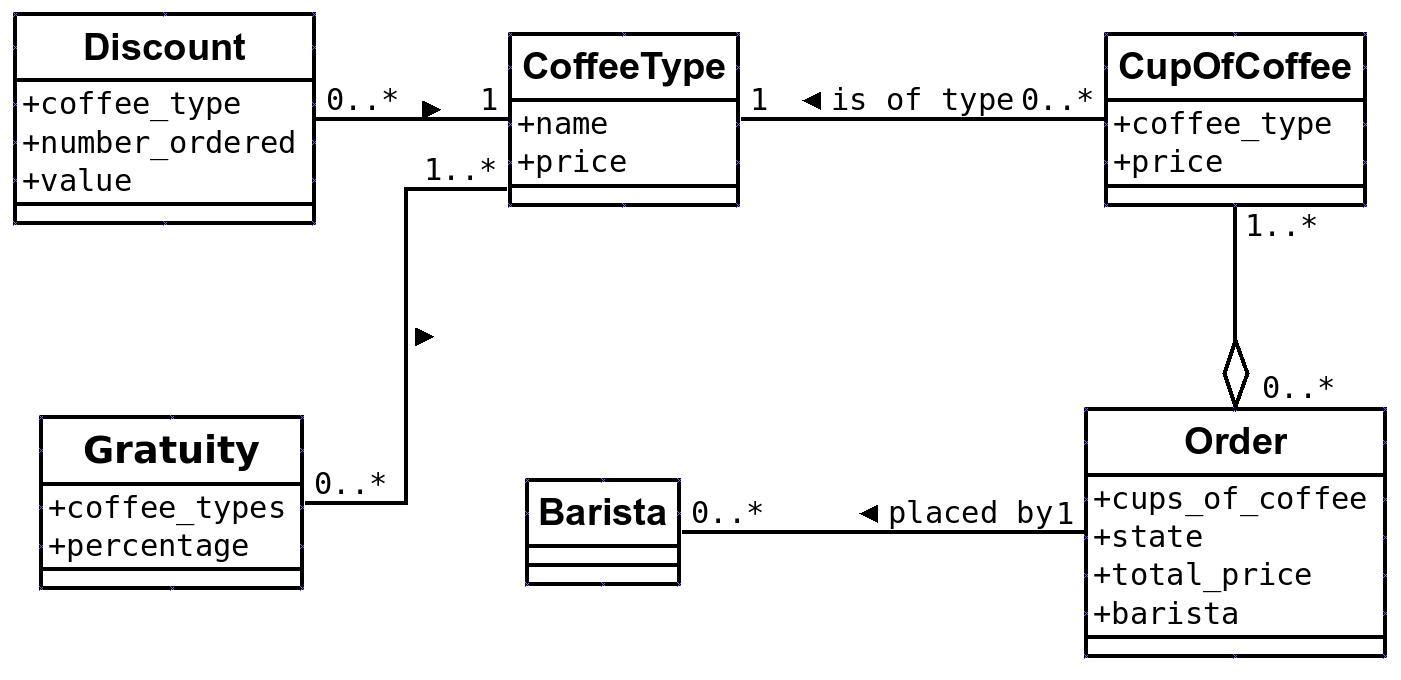 Discount
+coffee_type
+number_ordered
+value
0..*
1
CoffeeType
+name
+price
1
is of type
0..*
CupOfCoffee
+coffee_type
+price
1..*
1..*
0..*
Gratuity
+coffee_types
+percentage
0..*
Barista
0..*
placed by
1
Order
+cups_of_coffee
+state
+total_price
+barista